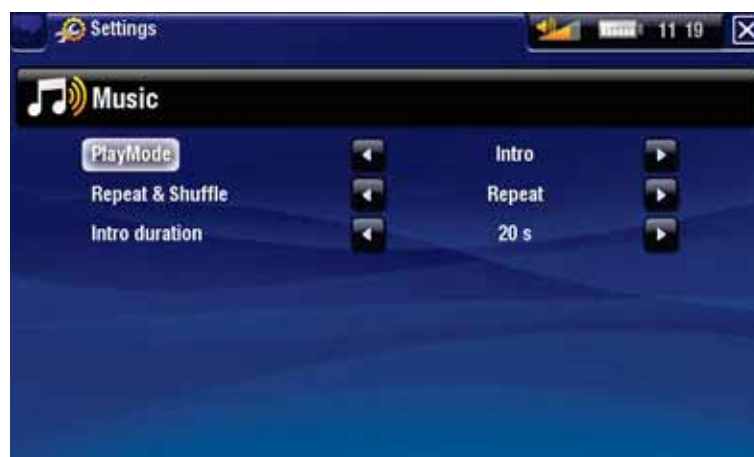 Settings 11 19
Music
PlayMode Intro
Repeat & Shuffle Repeat
Intro duration 20 s